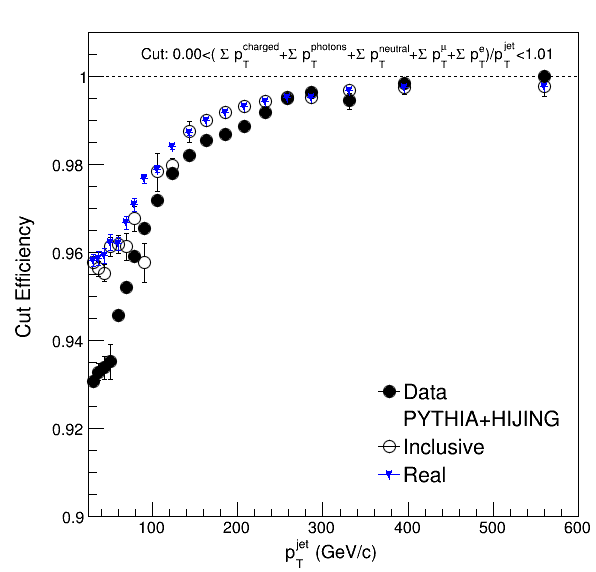 Cut: 0.00<( Σ p_T^charged+Σ p_T^photons+Σ p_T^neutral+Σ p_T^μ+Σ p_T^e)/p_T^jet<1.01
1
0.98
0.96
0.94
0.92
0.9
Cut Efficiency
Data
PYTHIA+HIJING
Inclusive
Real
100 200 300 400 500 600
p_T^jet (GeV/c)